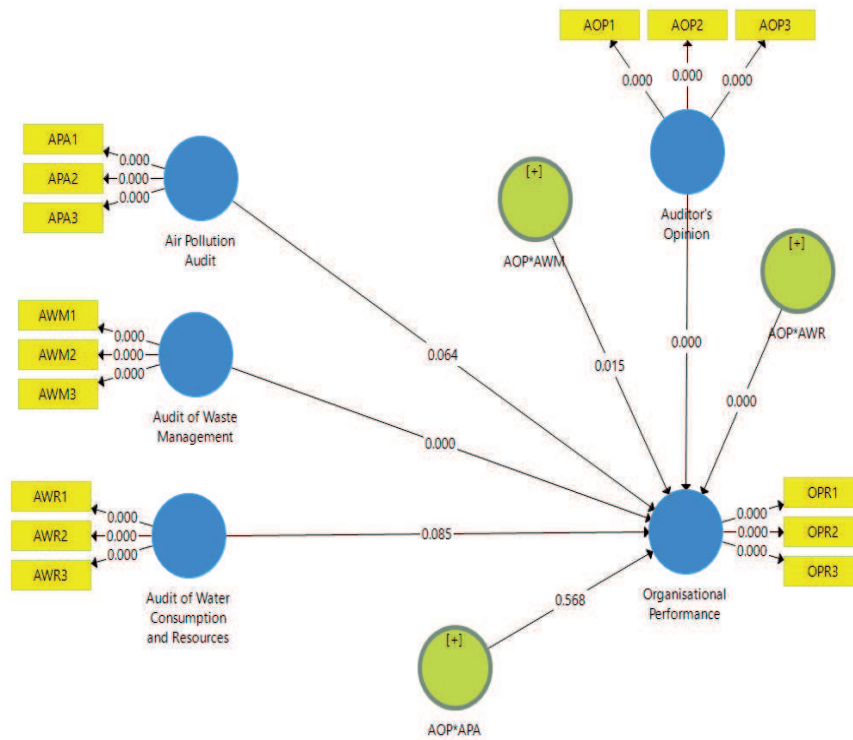 AOP1 AOP2 AOP3
0.000 0.000 0.000
APA1
APA2
APA3
0.000
0.000
0.000
Air Pollution
Audit
[+]
AOP*AWM
Auditor's
Opinion
[+]
AOP*AWR
AWM1
AWM2
AWM3
0.000
0.000
0.000
Audit of Waste
Management
0.064
0.015
0.000
0.000
0.000
AWR1
AWR2
AWR3
0.000
0.000
0.000
Audit of Water
Consumption
and Resources
0.085
0.568
OPR1
OPR2
OPR3
0.000
0.000
0.000
Organisational
Performance
[+]
AOP*APA